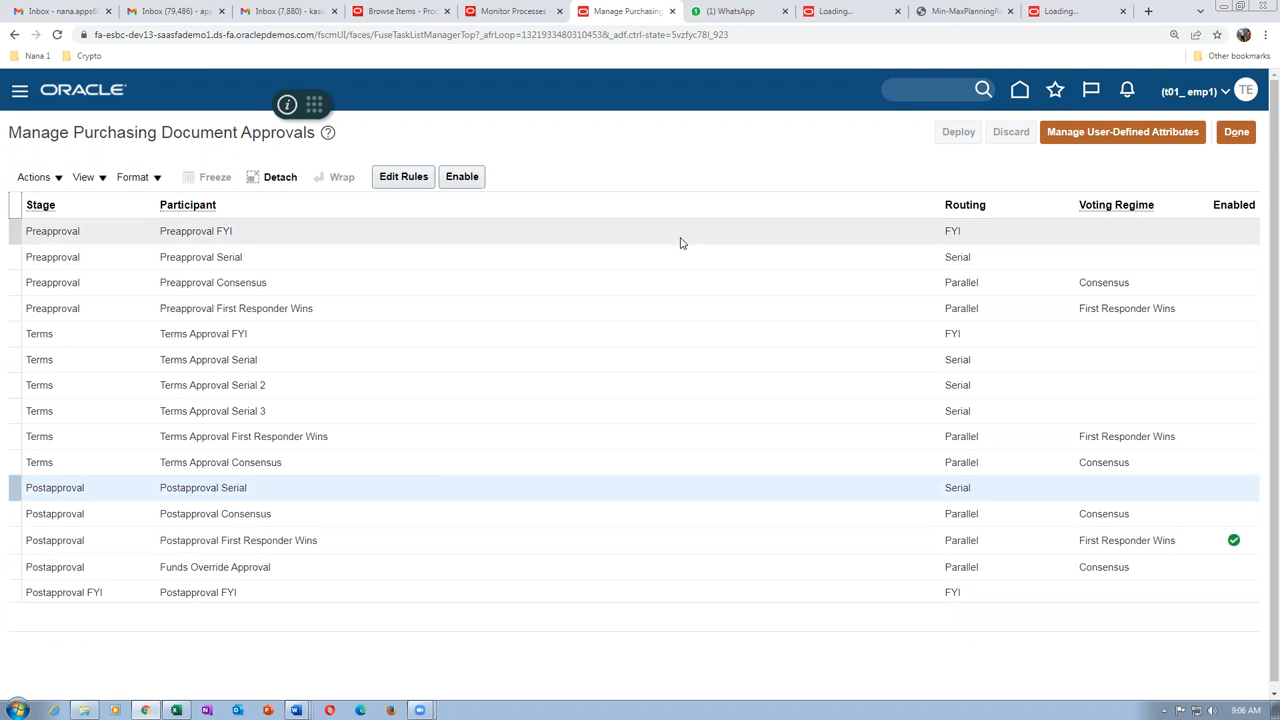 Inbox - nana.apps8
Inbox (79,486) - app
Inbox (7,880) - kasu
Browse Items - Proc
Monitor Processes
Manage Purchasing
(1) WhatsApp
Loading...
Min-MaxPlanningR
Loading...
fa-esbc-dev13-saasfademo1.ds-fa.oraclepdemos.com/fscmUI/faces/FuseTaskListManagerTop?_afrLoop=13219334803104538&_adf.ctrl-state=5vzfyc78l_923
Nana 1
Crypto
Other bookmarks
ORACLE
(t01_ emp1)
TE
Manage Purchasing Document Approvals
Deploy
Discard
Manage User-Defined Attributes
Done
Actions View Format Freeze Detach Wrap Edit Rules Enable
Stage Participant Routing Voting Regime Enabled
Preapproval Preapproval FYI FYI
Preapproval Preapproval Serial Serial
Preapproval Preapproval Consensus Parallel Consensus
Preapproval Preapproval First Responder Wins Parallel First Responder Wins
Terms Terms Approval FYI FYI
Terms Terms Approval Serial Serial
Terms Terms Approval Serial 2 Serial
Terms Terms Approval Serial 3 Serial
Terms Terms Approval First Responder Wins Parallel First Responder Wins
Terms Terms Approval Consensus Parallel Consensus
Postapproval Postapproval Serial Serial
Postapproval Postapproval Consensus Parallel Consensus
Postapproval Postapproval First Responder Wins Parallel First Responder Wins
Postapproval Funds Override Approval Parallel Consensus
Postapproval FYI Postapproval FYI FYI
9:06 AM